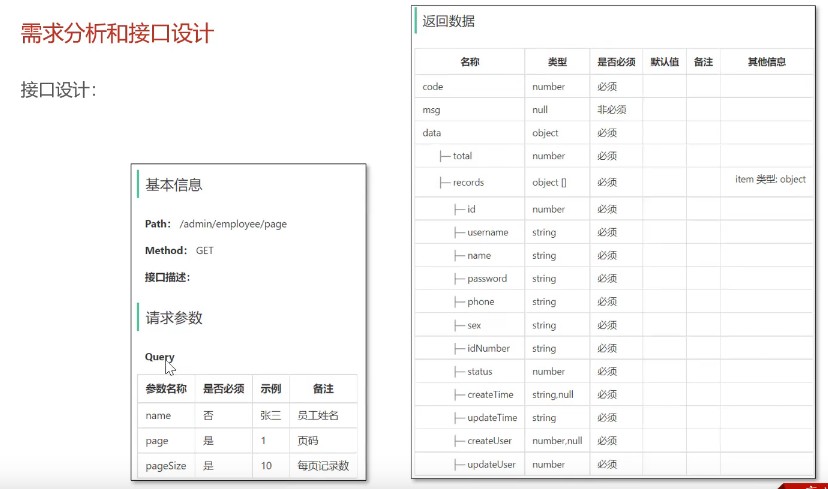 需求分析和接口设计
接口设计：
基本信息
Path： /admin/employee/page
Method： GET
接口描述：
请求参数
Query
参数名称 是否必须 示例 备注
name 否 张三 员工姓名
page 是 1 页码
pageSize 是 10 每页记录数
返回数据
名称 类型 是否必须 默认值 备注 其他信息
code number 必须
msg null 非必须
data object 必须
├─ total number 必须
├─ records object [] 必须 item 类型: object
├─ id number 必须
├─ username string 必须
├─ name string 必须
├─ password string 必须
├─ phone string 必须
├─ sex string 必须
├─ idNumber string 必须
├─ status number 必须
├─ createTime string,null 必须
├─ updateTime string 必须
├─ createUser number,null 必须
├─ updateUser number 必须